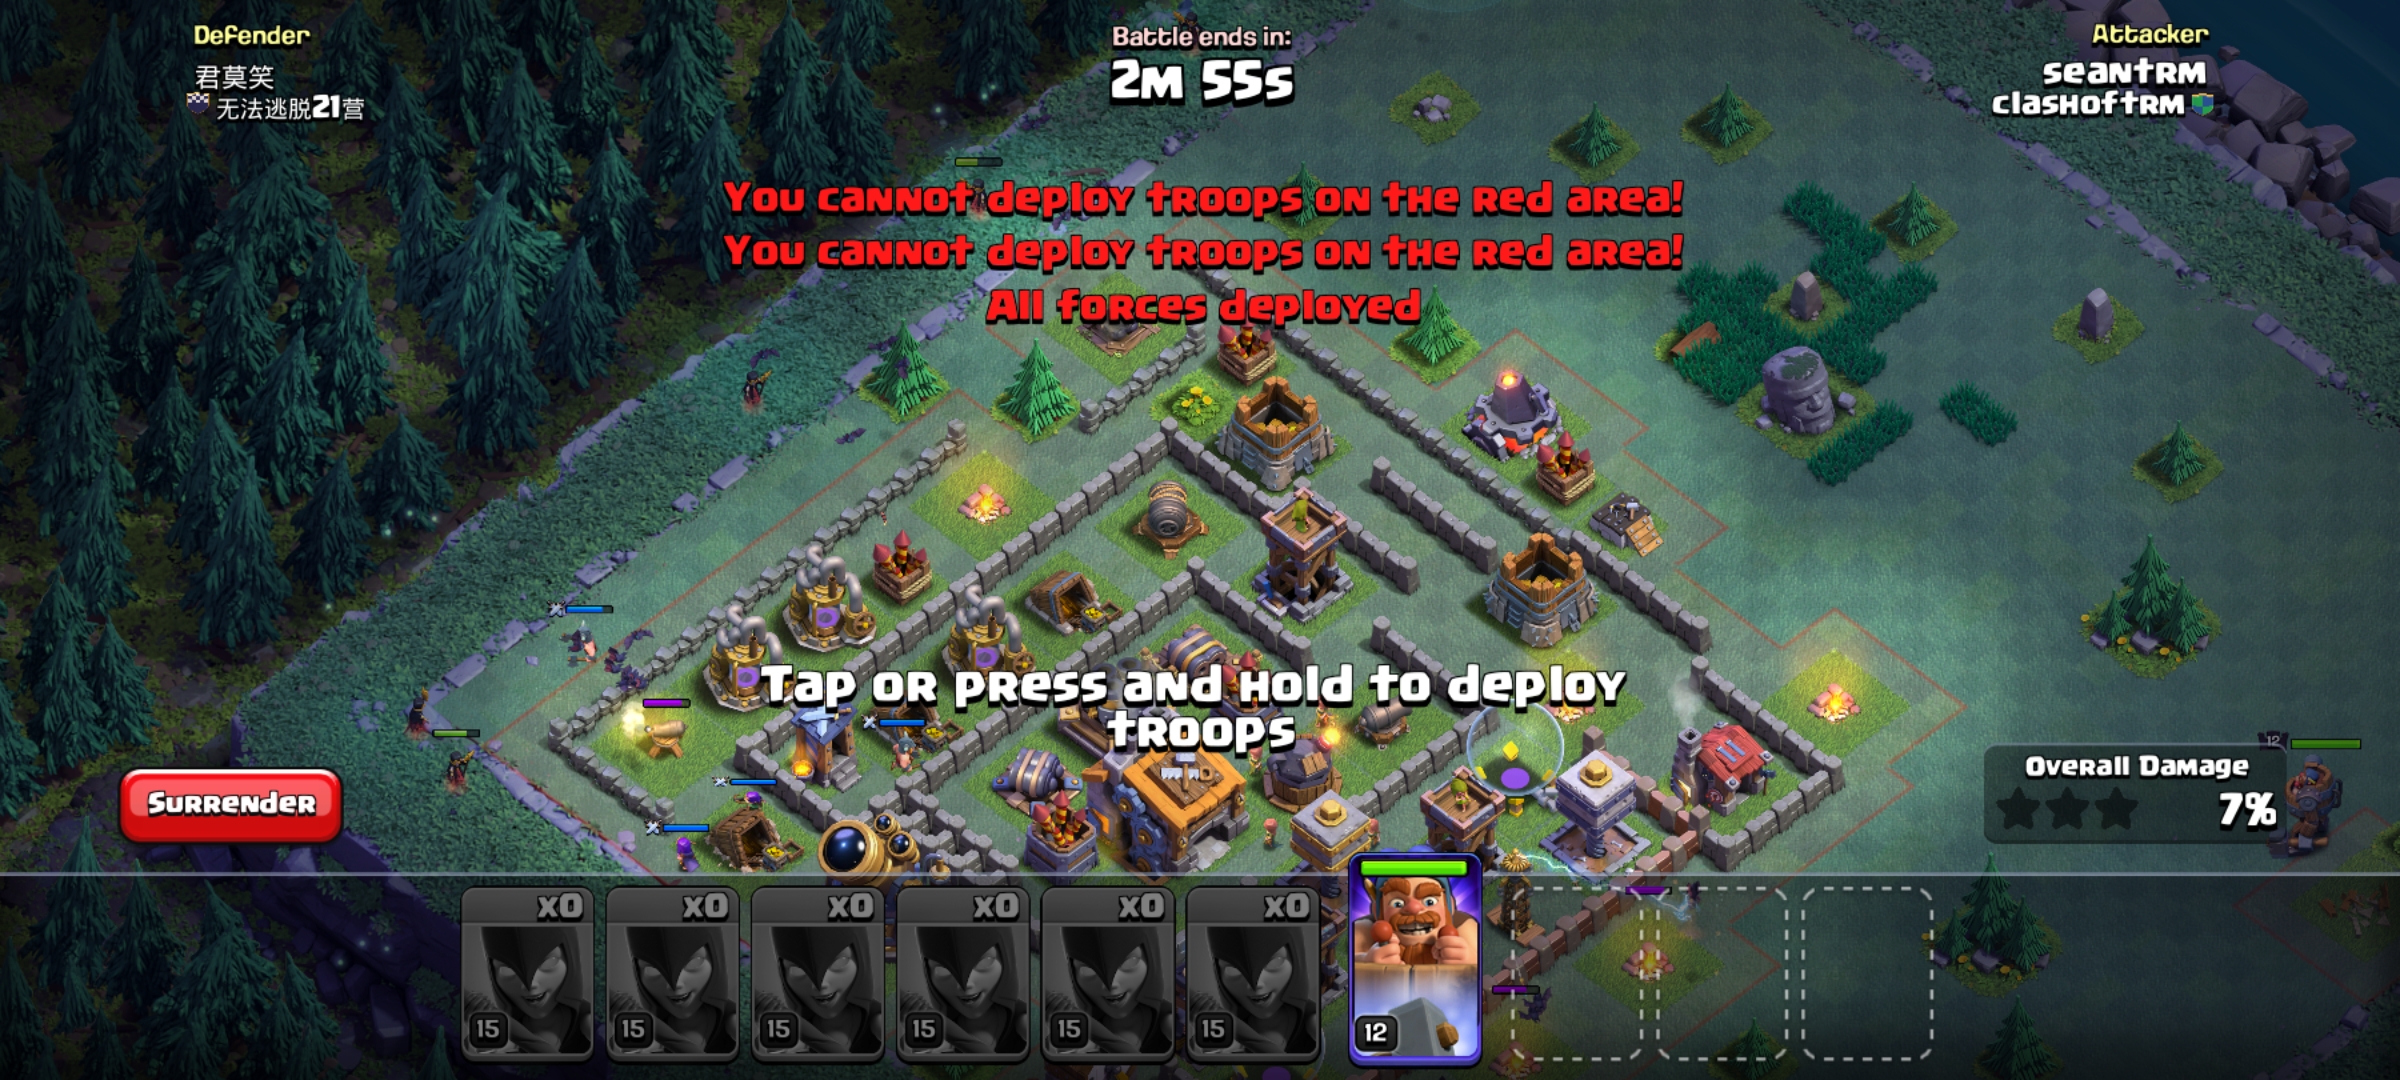 Defender
君莫笑
无法逃脱21营
Battle ends in:
2M 55s
Attacker
seantrm
clashoftrm
You cannot deploy troops on the red area!
You cannot deploy troops on the red area!
All forces deployed
Tap or press and hold to deploy
troops
Surrender
12
Overall Damage
7%
x0 x0 x0 x0 x0 x0
15 15 15 15 15 15 12